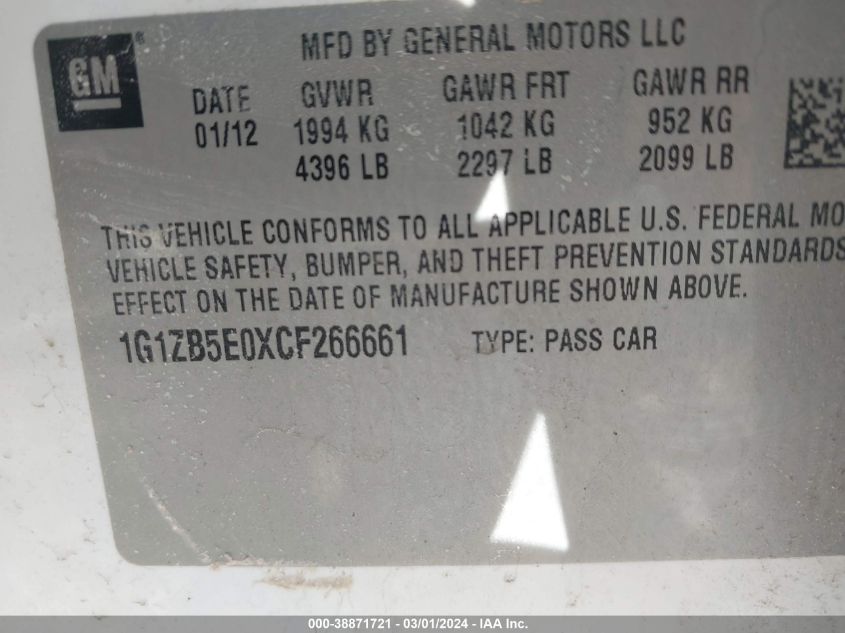 GM®
MFD BY GENERAL MOTORS LLC
DATE GVWR GAWR FRT GAWR RR
01/12 1994 KG 1042 KG 952 KG
4396 LB 2297 LB 2099 LB
THIS VEHICLE CONFORMS TO ALL APPLICABLE U.S. FEDERAL MO
VEHICLE SAFETY, BUMPER, AND THEFT PREVENTION STANDARDS
EFFECT ON THE DATE OF MANUFACTURE SHOWN ABOVE.
1G1ZB5E0XCF266661 TYPE: PASS CAR
000-38871721 - 03/01/2024 - IAA Inc.